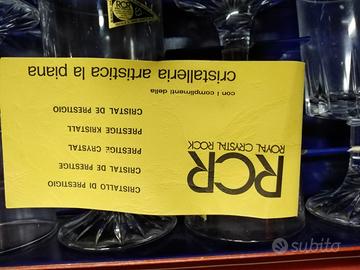 RCR
ROYAL CRYSTAL ROCK
CRISTALLO DI PRESTIGIO
CRISTAL DE PRESTIGE
PRESTIGE CRYSTAL
PRESTIGE KRISTALL
CRISTAL DE PRESTIGIO
con i complimenti della
cristalleria artistica la piana
RCR
subito